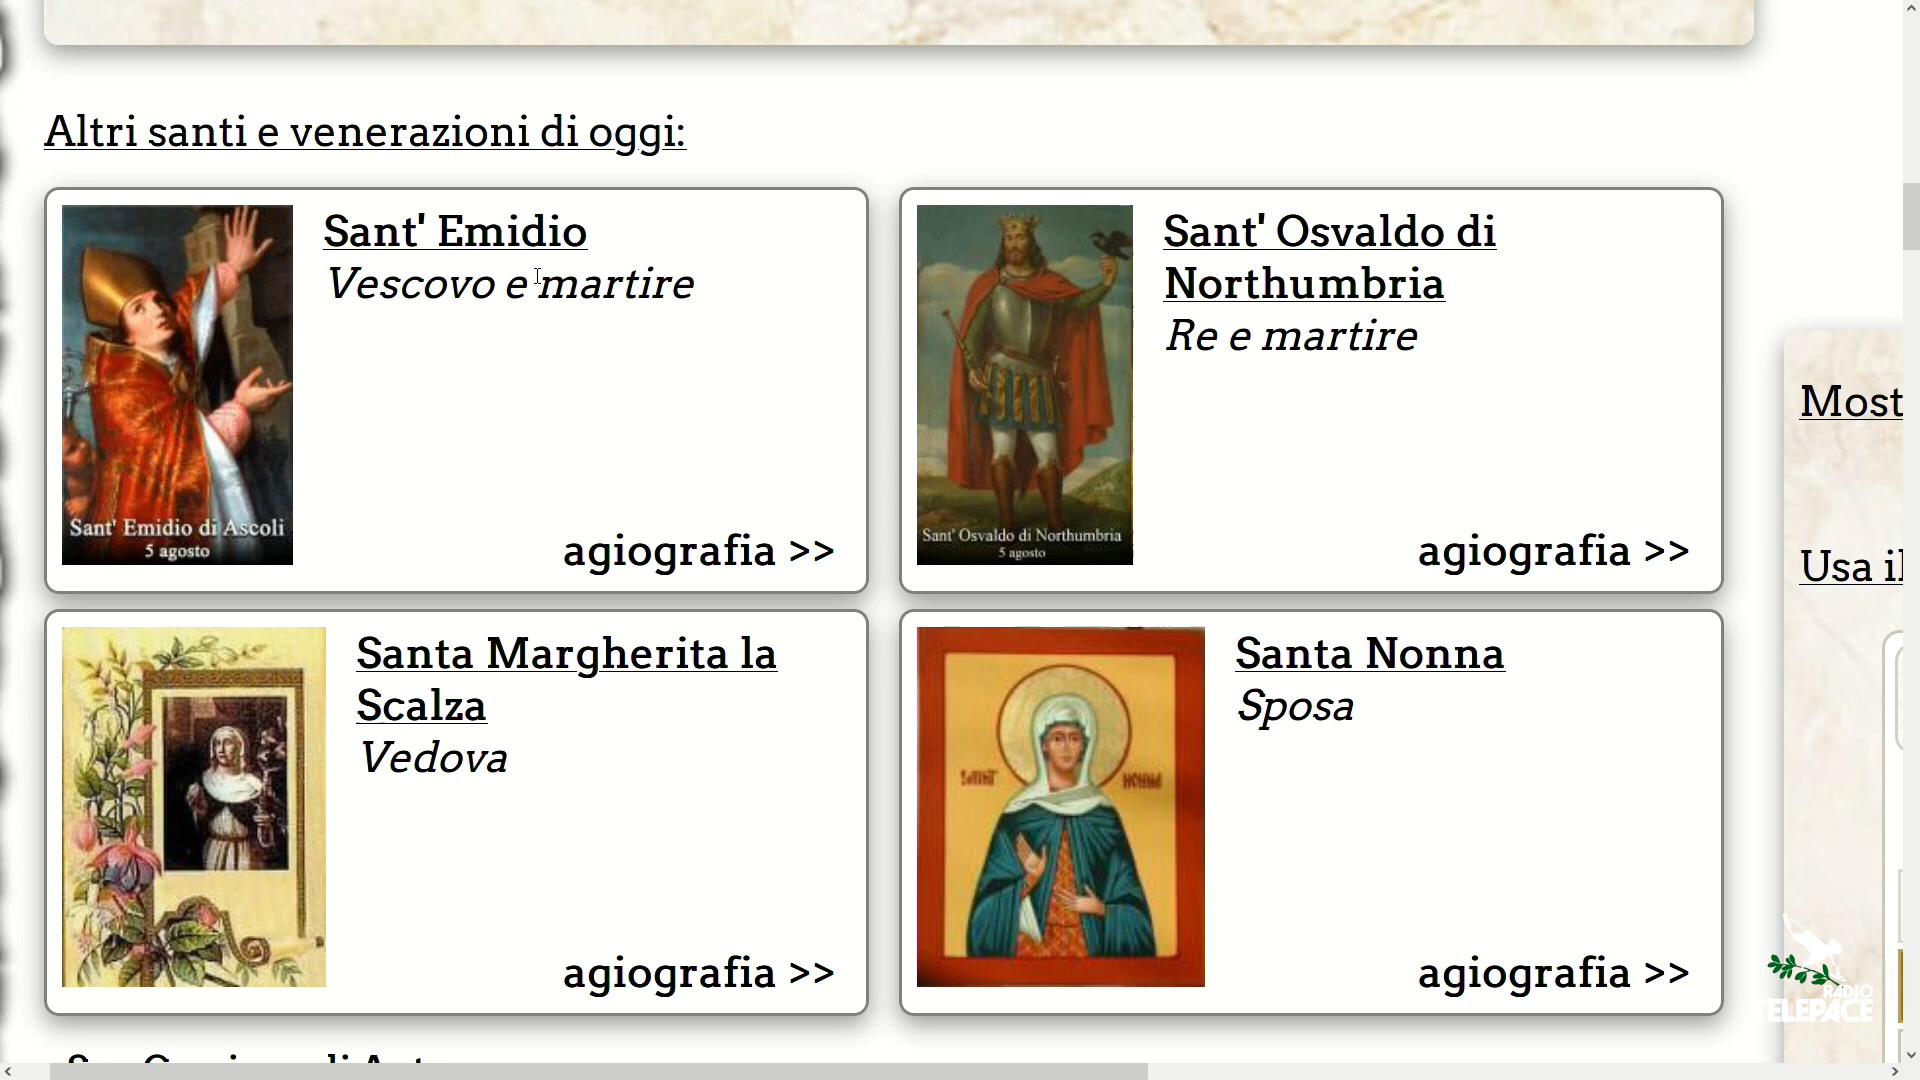 Altri santi e venerazioni di oggi:
Sant' Emidio
Vescovo e martire
Sant' Emidio di Ascoli
5 agosto
agiografia >>
Sant' Osvaldo di
Northumbria
Re e martire
Sant' Osvaldo di Northumbria
5 agosto
agiografia >>
Santa Margherita la
Scalza
Vedova
agiografia >>
Santa Nonna
Sposa
agiografia >>
Most
Usa il
RADIO
TELEPACE